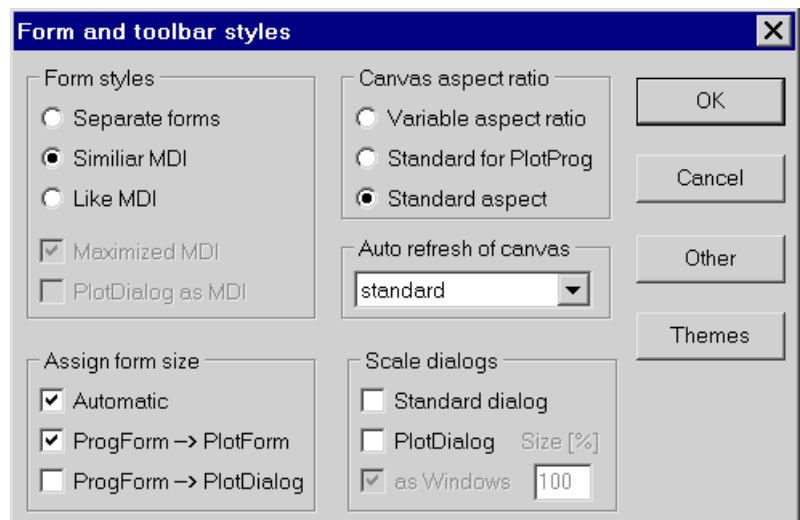 Form and toolbar styles
Form styles
Separate forms
Similiar MDI
Like MDI
Maximized MDI
PlotDialog as MDI
Canvas aspect ratio
Variable aspect ratio
Standard for PlotProg
Standard aspect
Auto refresh of canvas
standard
OK
Cancel
Other
Themes
Assign form size
Automatic
ProgForm –> PlotForm
ProgForm –> PlotDialog
Scale dialogs
Standard dialog
PlotDialog Size [%]
as Windows 100